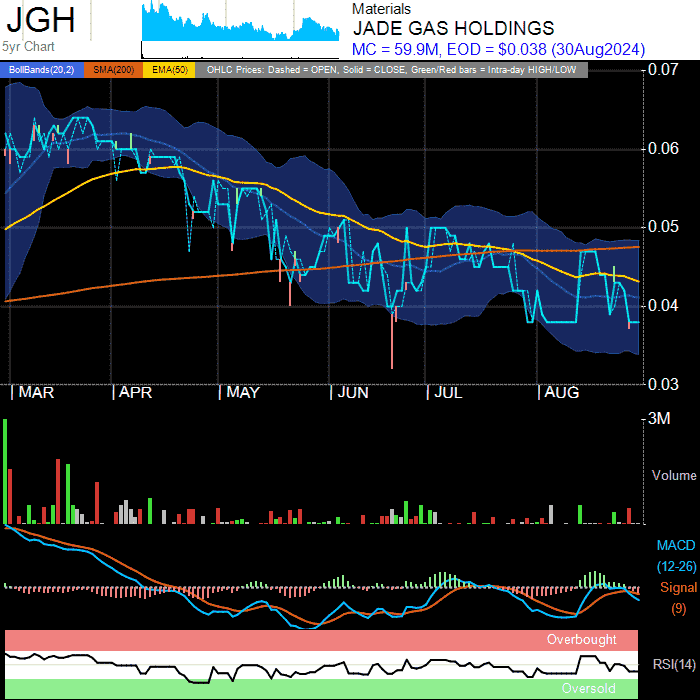 JGH
5yr Chart
Materials
JADE GAS HOLDINGS
MC = 59.9M, EOD = $0.038 (30Aug2024)
BollBands(20,2) SMA(200) EMA(50) OHLC Prices: Dashed = OPEN, Solid = CLOSE, Green/Red bars = Intra-day HIGH/LOW
0.07
0.06
0.05
0.04
0.03
| MAR | APR | MAY | JUN | JUL | AUG
3M
Volume
MACD
(12-26)
Signal
(9)
Overbought
RSI(14)
Oversold